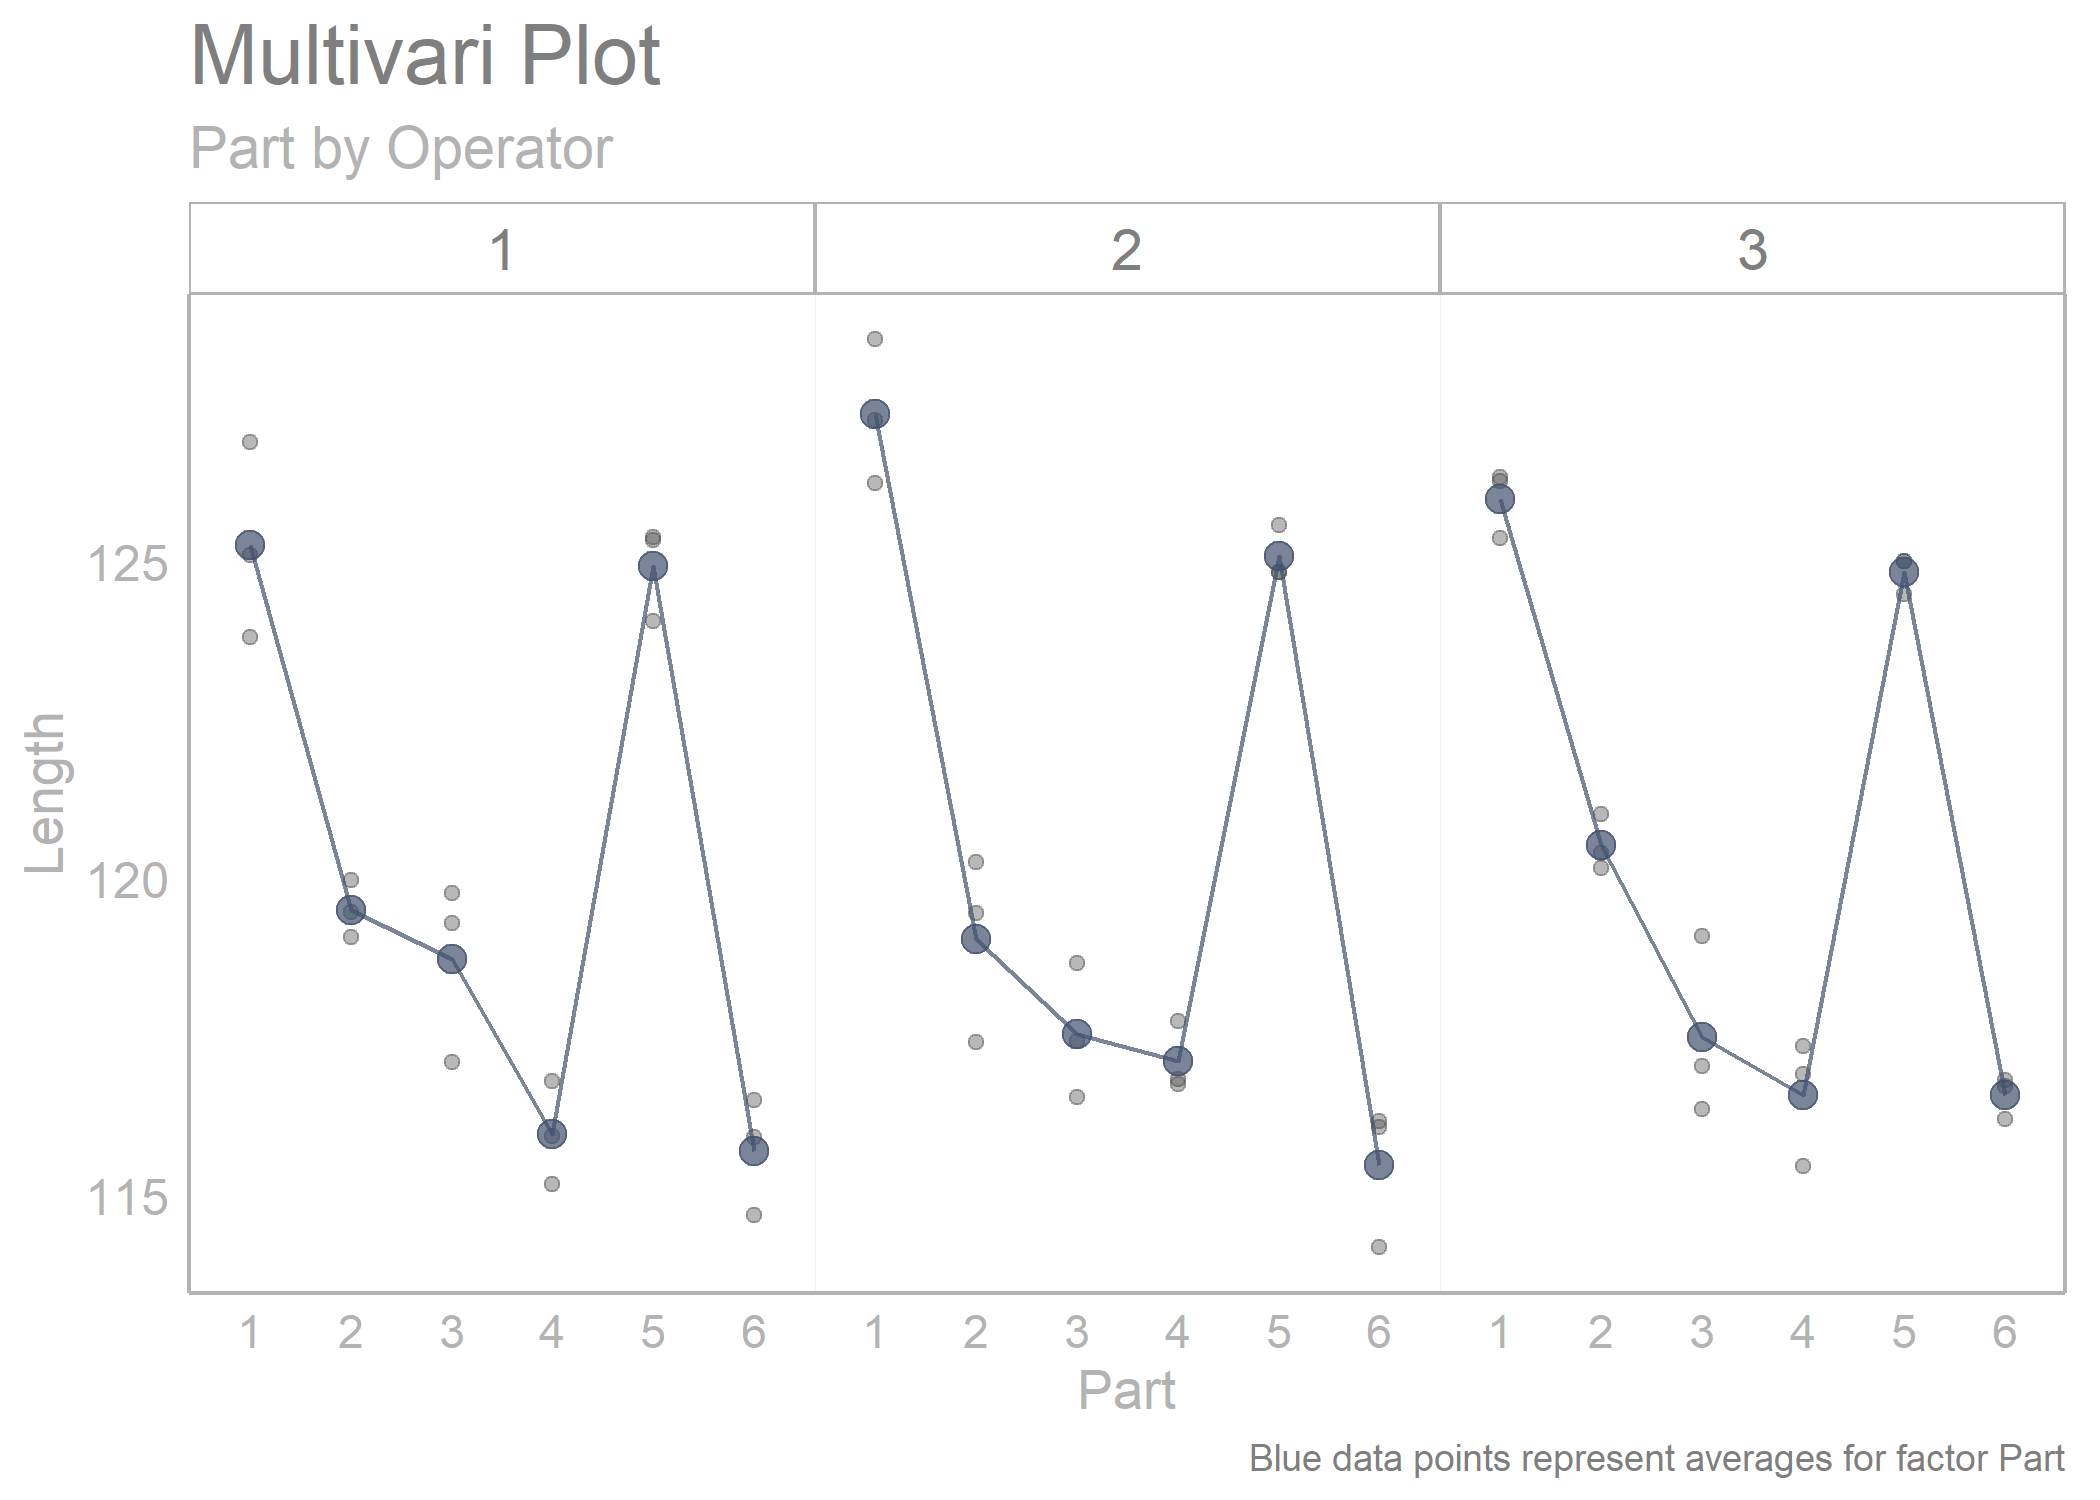 Multivari Plot
Part by Operator
1 2 3
Length
125
120
115
1 2 3 4 5 6 1 2 3 4 5 6 1 2 3 4 5 6
Part
Blue data points represent averages for factor Part